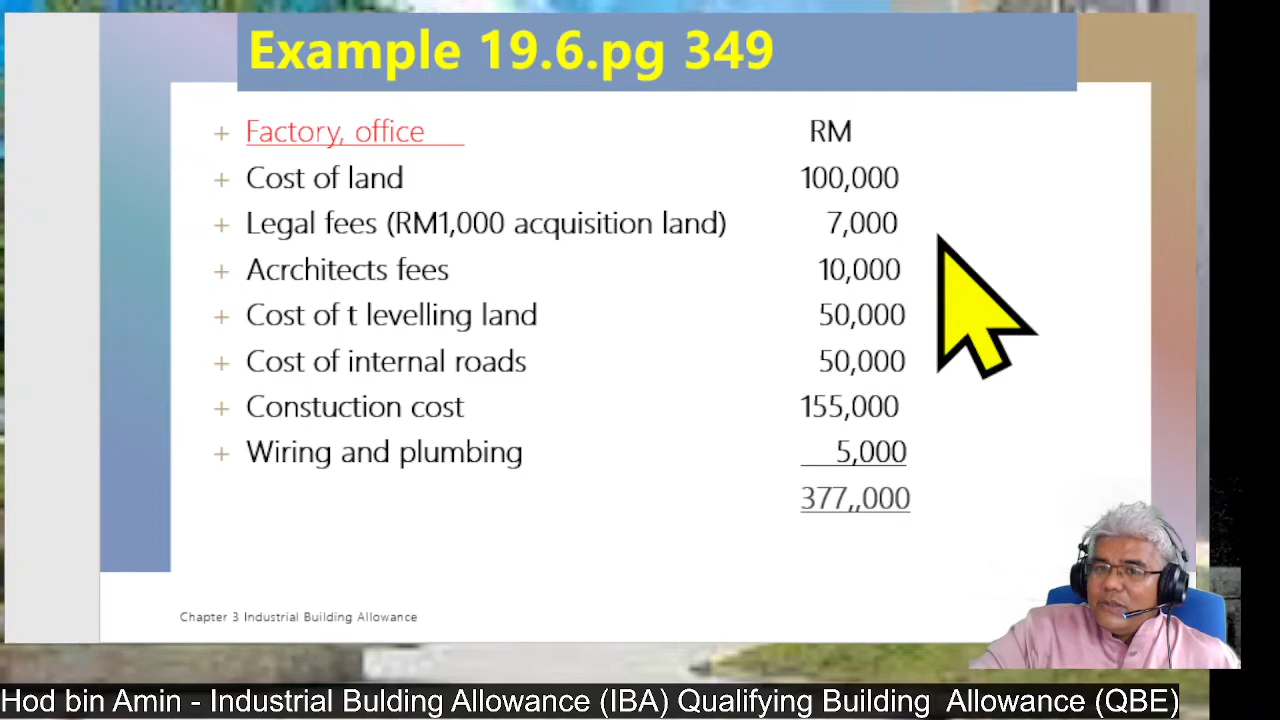 Example 19.6.pg 349
+ Factory, office RM
+ Cost of land 100,000
+ Legal fees (RM1,000 acquisition land) 7,000
+ Acrchitects fees 10,000
+ Cost of t levelling land 50,000
+ Cost of internal roads 50,000
+ Constuction cost 155,000
+ Wiring and plumbing 5,000
377,,000
Chapter 3 Industrial Building Allowance
Hod bin Amin - Industrial Bulding Allowance (IBA) Qualifying Building Allowance (QBE)